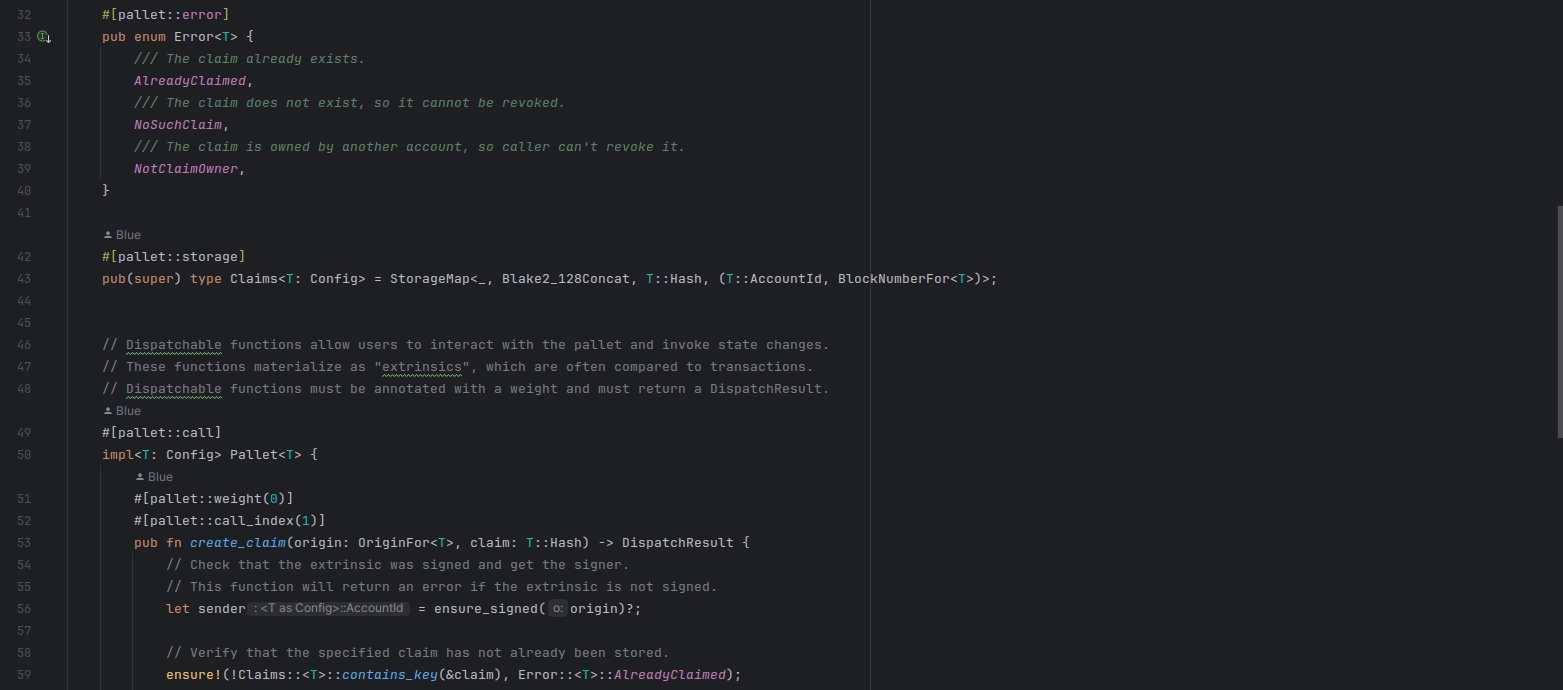 32 #[pallet::error]
33 pub enum Error<T> {
34 /// The claim already exists.
35 AlreadyClaimed,
36 /// The claim does not exist, so it cannot be revoked.
37 NoSuchClaim,
38 /// The claim is owned by another account, so caller can't revoke it.
39 NotClaimOwner,
40 }
41
Blue
42 #[pallet::storage]
43 pub(super) type Claims<T: Config> = StorageMap<_, Blake2_128Concat, T::Hash, (T::AccountId, BlockNumberFor<T>)>;
44
45
46 // Dispatchable functions allow users to interact with the pallet and invoke state changes.
47 // These functions materialize as "extrinsics", which are often compared to transactions.
48 // Dispatchable functions must be annotated with a weight and must return a DispatchResult.
Blue
49 #[pallet::call]
50 impl<T: Config> Pallet<T> {
Blue
51 #[pallet::weight(0)]
52 #[pallet::call_index(1)]
53 pub fn create_claim(origin: OriginFor<T>, claim: T::Hash) -> DispatchResult {
54 // Check that the extrinsic was signed and get the signer.
55 // This function will return an error if the extrinsic is not signed.
56 let sender : <T as Config>::AccountId = ensure_signed( o: origin)?;
57
58 // Verify that the specified claim has not already been stored.
59 ensure!(!Claims::<T>::contains_key(&claim), Error::<T>::AlreadyClaimed);